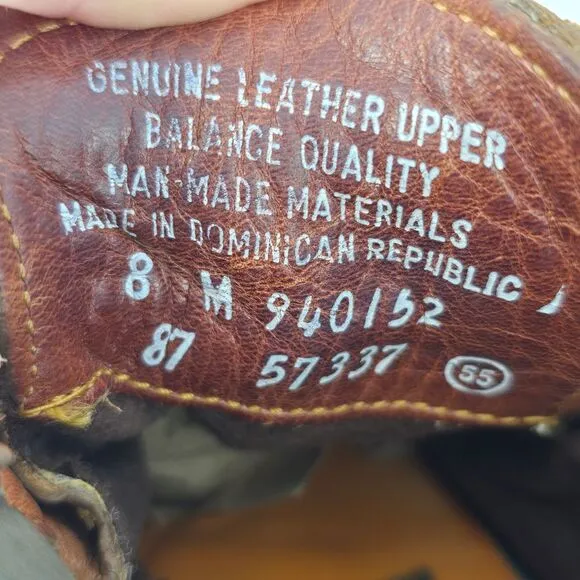 GENUINE LEATHER UPPER
BALANCE QUALITY
MAN-MADE MATERIALS
MADE IN DOMINICAN REPUBLIC
8 M 940152
87 57337 55